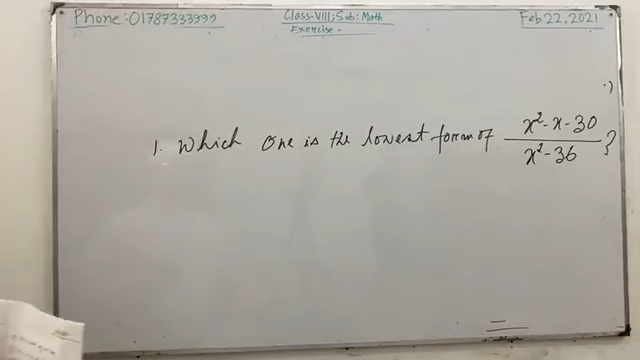 Phone:01787333999
Class-VIII; Sub: Math
Exercise -
Feb 22, 2021
1. Which one is the lowest form of (x²-x-30)/(x²-36) ?